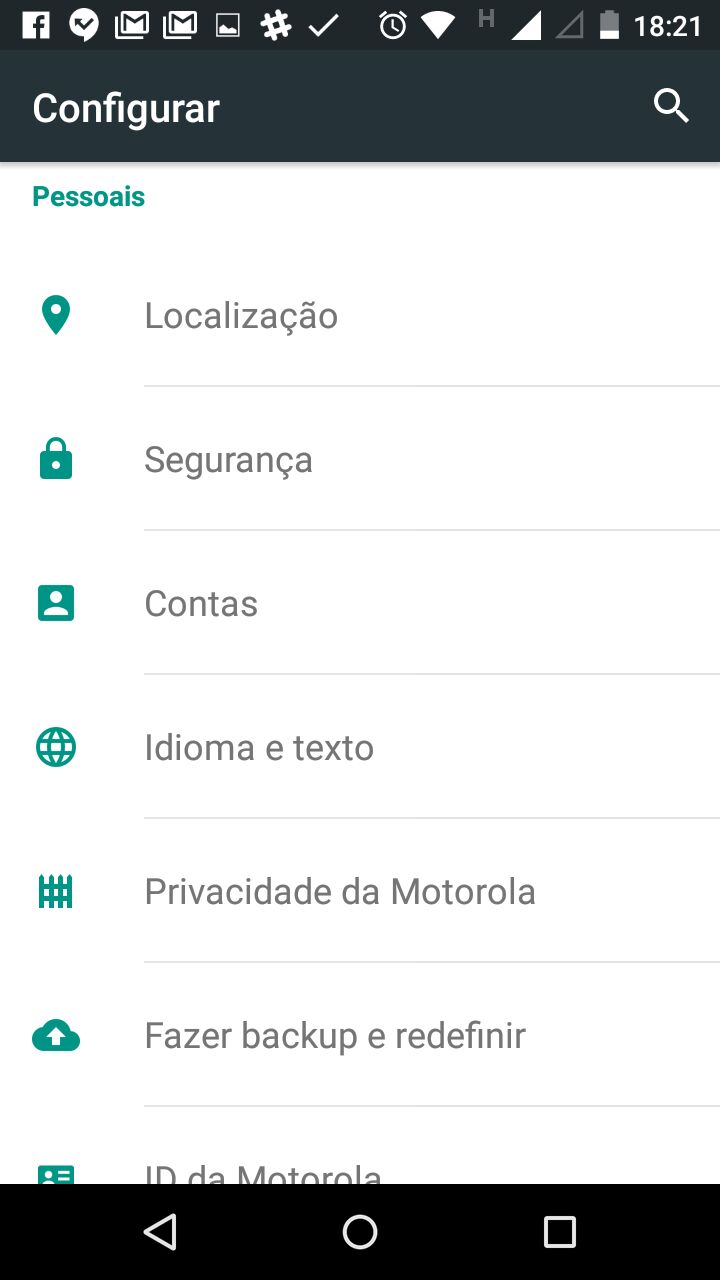 H 18:21
Configurar
Pessoais
Localização
Segurança
Contas
Idioma e texto
Privacidade da Motorola
Fazer backup e redefinir
ID da Motorola